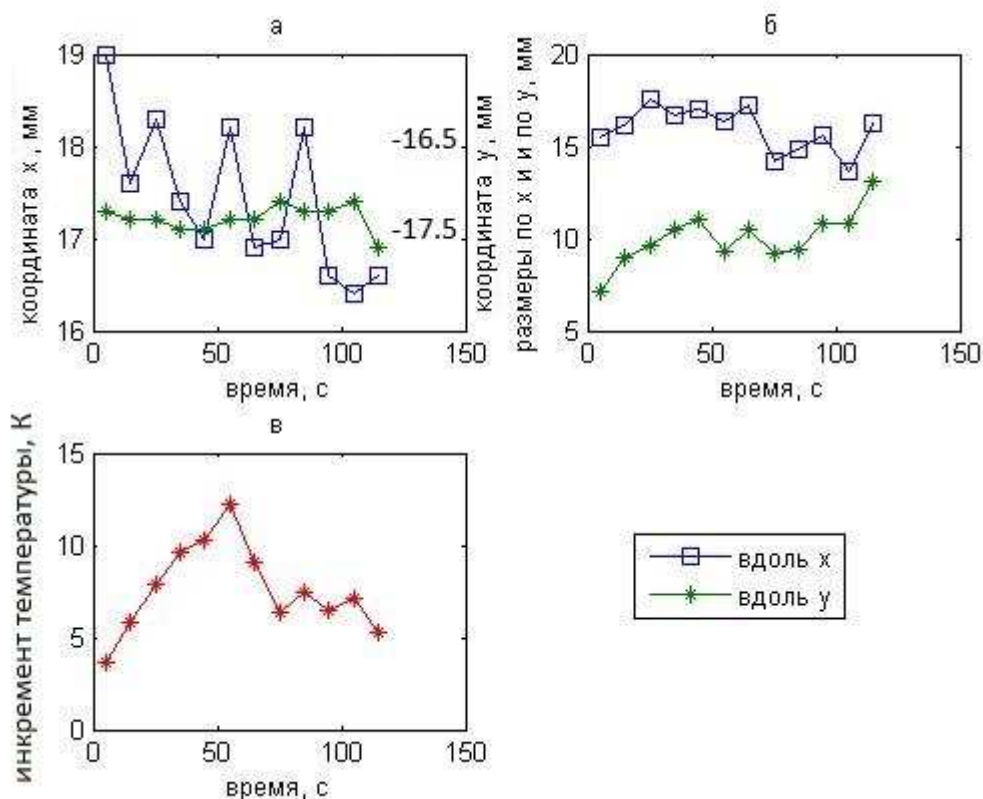 а
19
18
17
16
координата x , мм
0
50
100
150
время, с
-16.5
-17.5
координата y, мм
б
20
15
10
5
размеры по x и по y, мм
0
50
100
150
время, с
в
15
10
5
0
инкремент температуры, К
0
50
100
150
время, с
вдоль x
вдоль y